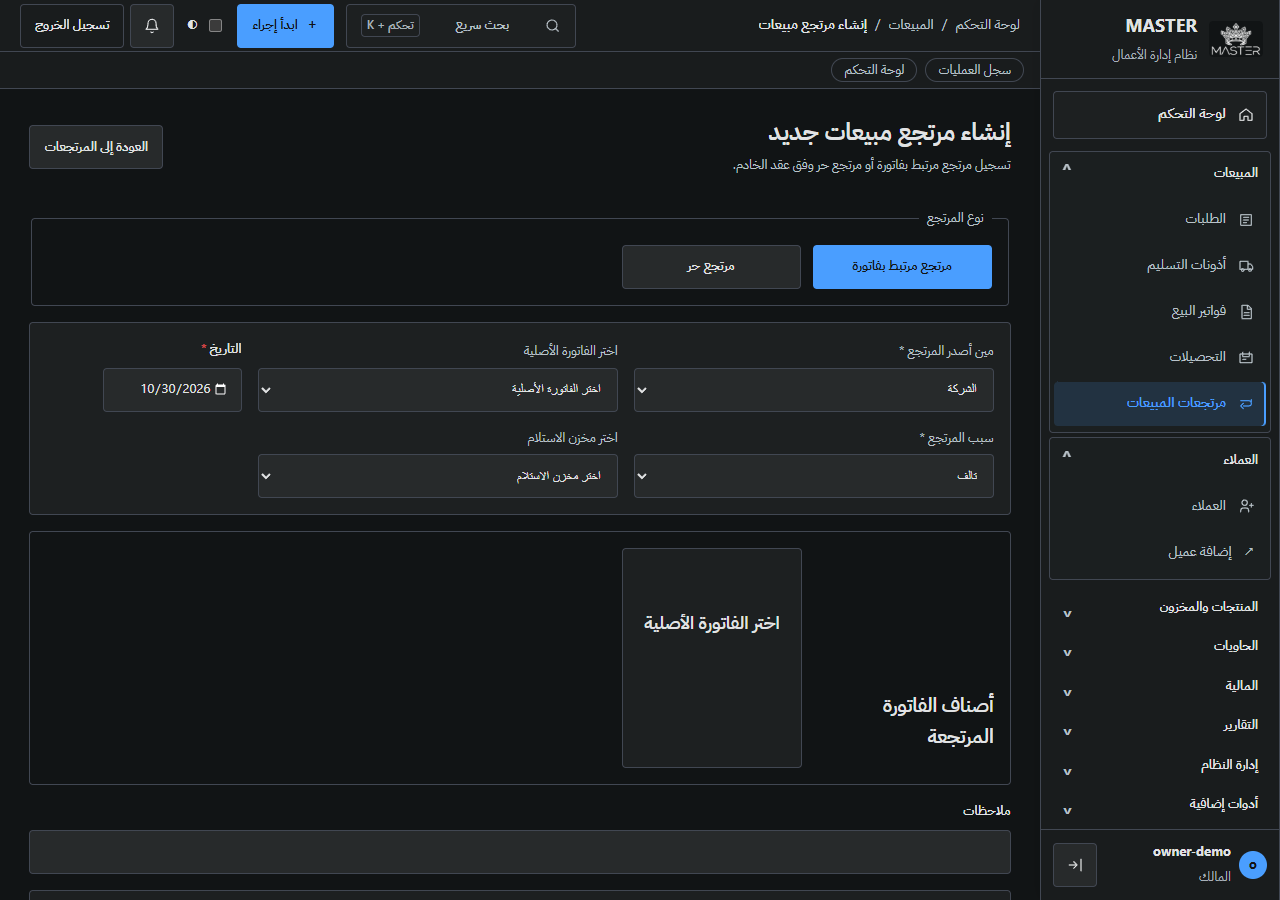 MASTER
MASTER
نظام إدارة الأعمال
لوحة التحكم
المبيعات
الطلبات
أذونات التسليم
فواتير البيع
التحصيلات
مرتجعات المبيعات
العملاء
العملاء
إضافة عميل
المنتجات والمخزون
الحاويات
المالية
التقارير
إدارة النظام
أدوات إضافية
owner-demo
o
المالك
لوحة التحكم / المبيعات / إنشاء مرتجع مبيعات
بحث سريع
تحكم + K
+ ابدأ إجراء
تسجيل الخروج
سجل العمليات
لوحة التحكم
إنشاء مرتجع مبيعات جديد
تسجيل مرتجع مرتبط بفاتورة أو مرتجع حر وفق عقد الخادم.
العودة إلى المرتجعات
نوع المرتجع
مرتجع مرتبط بفاتورة
مرتجع حر
مين أصدر المرتجع *
اختر الفاتورة الأصلية
التاريخ *
الشركة
اختر الفاتورة الأصلية
10/30/2026
سبب المرتجع *
اختر مخزن الاستلام
تالف
اختر مخزن الاستلام
اختر الفاتورة الأصلية
أصناف الفاتورة
المرتجعة
ملاحظات